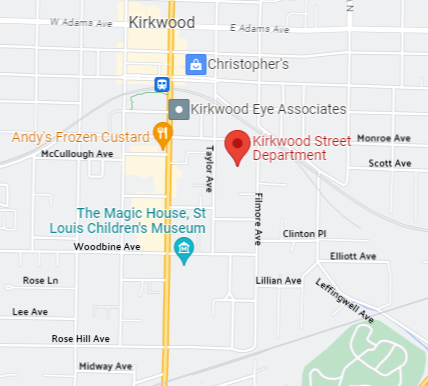 W Adams Ave
Kirkwood
E Adams Ave
N
Christopher's
Kirkwood Eye Associates
Andy's Frozen Custard
Kirkwood Street
Department
Monroe Ave
McCullough Ave
Scott Ave
Taylor Ave
Filmore Ave
The Magic House, St
Louis Children's Museum
Clinton Pl
Woodbine Ave
Elliott Ave
Rose Ln
Lillian Ave
Leffingwell Ave
Lee Ave
Rose Hill Ave
Midway Ave